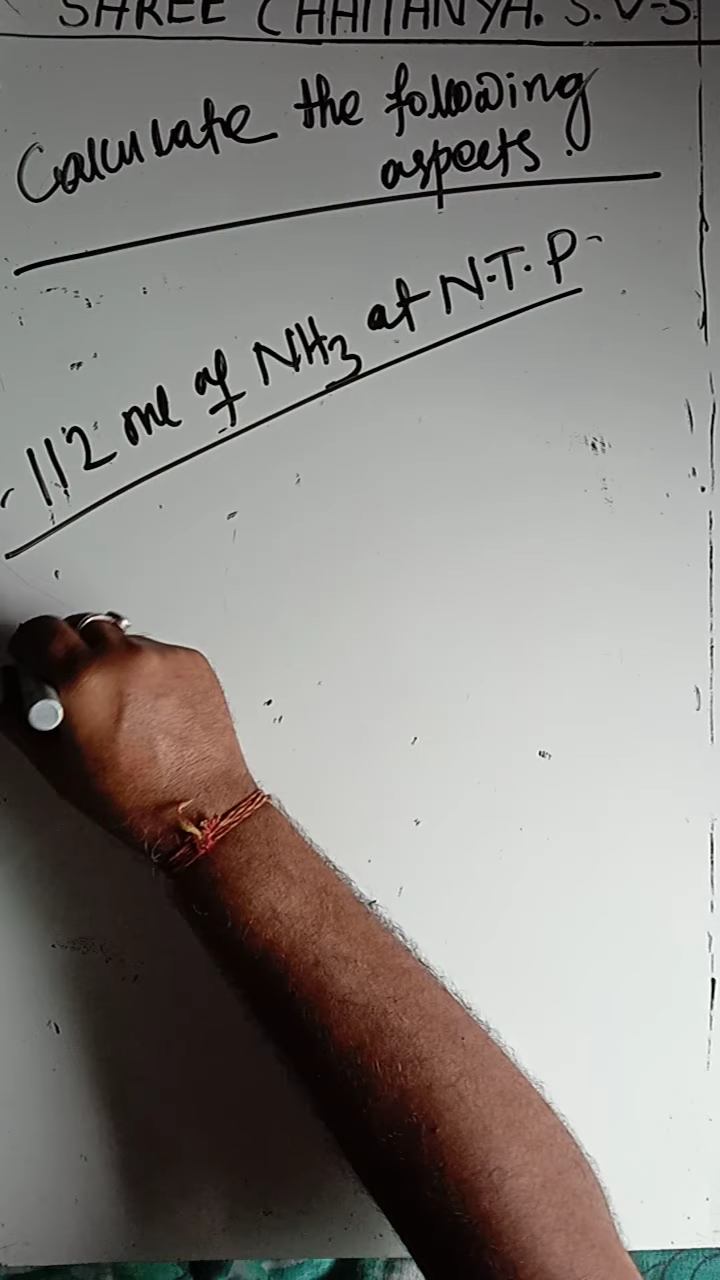 SHREE CHAITANYA. S.V-S.
Calculate the following
aspects.
112 ml of NH3 at N.T.P-